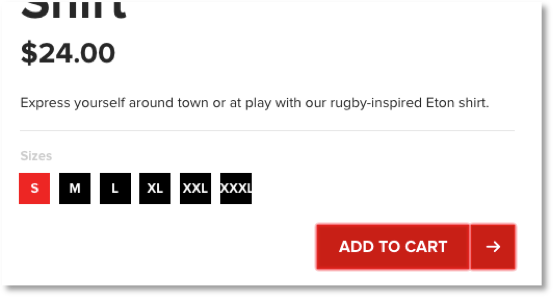 Shirt
$24.00
Express yourself around town or at play with our rugby-inspired Eton shirt.
Sizes
S M L XL XXL XXXL
ADD TO CART →